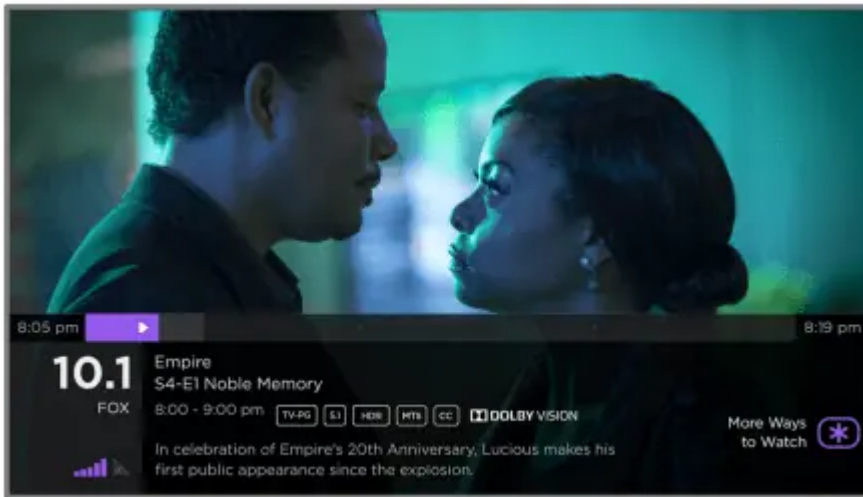 8:05 pm
8:19 pm
10.1
FOX
Empire
S4-E1 Noble Memory
8:00 - 9:00 pm TV-PG 5.1 HDR MTS CC DOLBY VISION
In celebration of Empire's 20th Anniversary, Lucious makes his
first public appearance since the explosion.
More Ways
to Watch